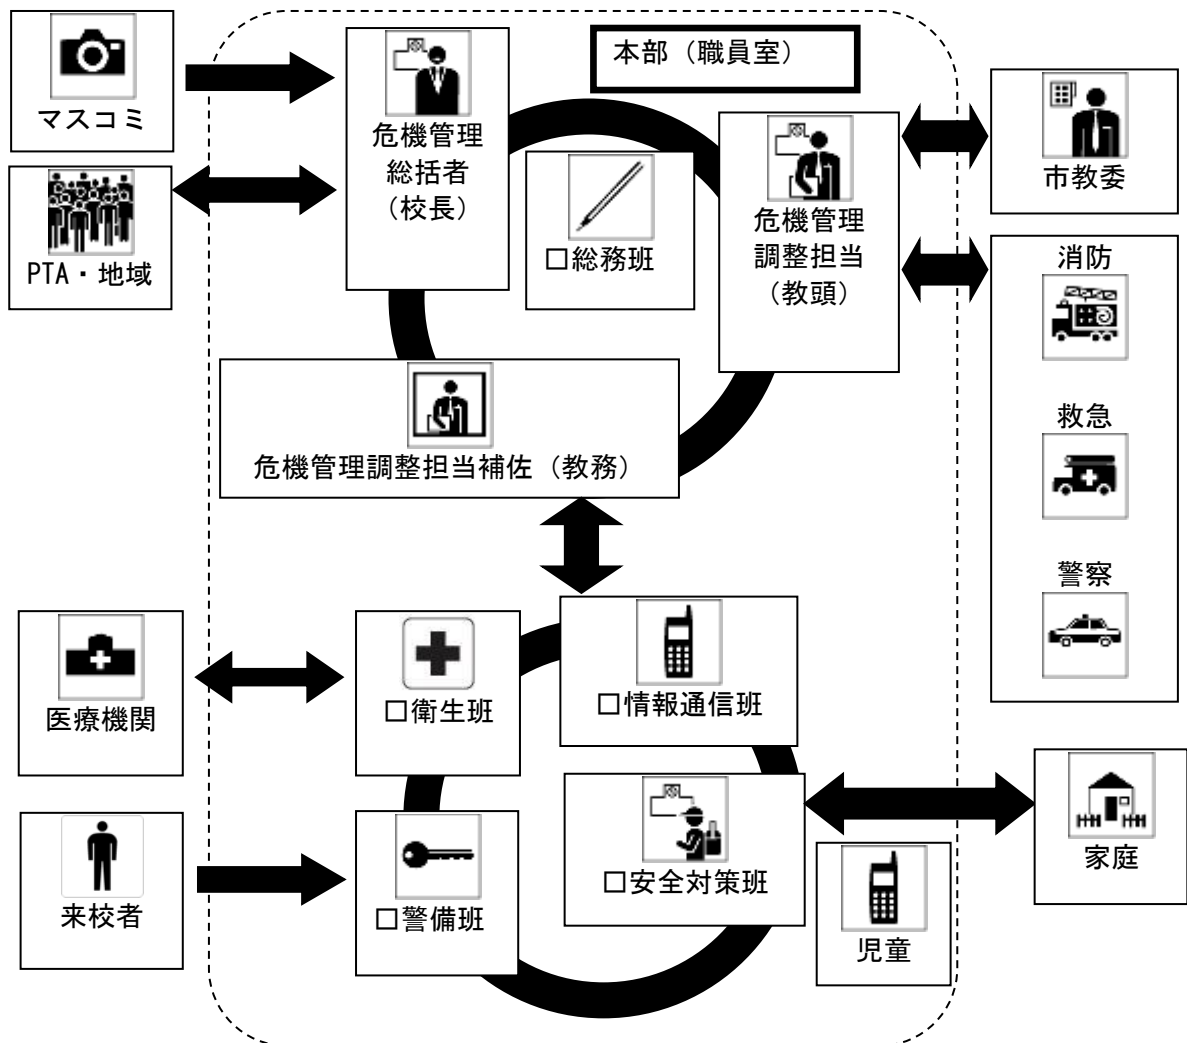 マスコミ
PTA・地域
危機管理
総括者
（校長）
本部（職員室）
□総務班
危機管理
調整担当
（教頭）
市教委
消防
救急
警察
危機管理調整担当補佐（教務）
医療機関
□衛生班
□情報通信班
来校者
□警備班
□安全対策班
児童
家庭